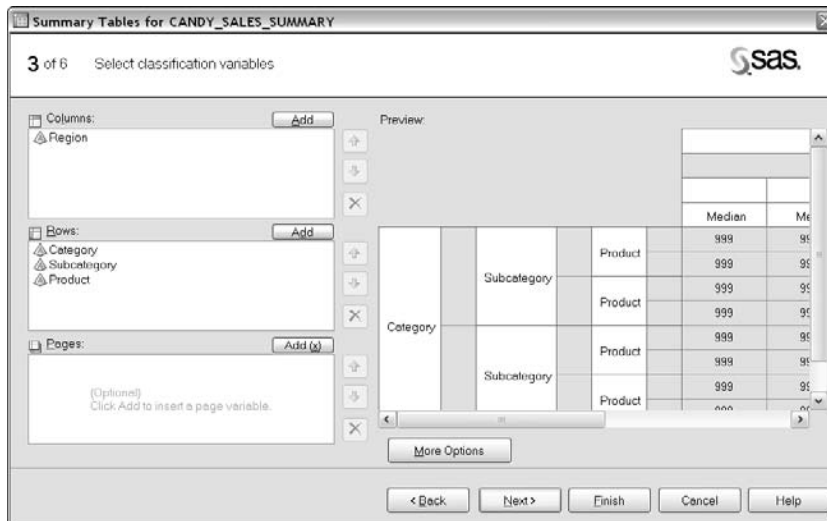 Summary Tables for CANDY_SALES_SUMMARY
3 of 6 Select classification variables
sas.
Columns: Add
Region
Rows: Add
Category
Subcategory
Product
Pages: Add (x)
(Optional)
Click Add to insert a page variable.
Preview:
Median
Category
Subcategory
Product
Product
Subcategory
Product
Product
999
999
999
999
999
999
999
More Options
< Back Next > Finish Cancel Help